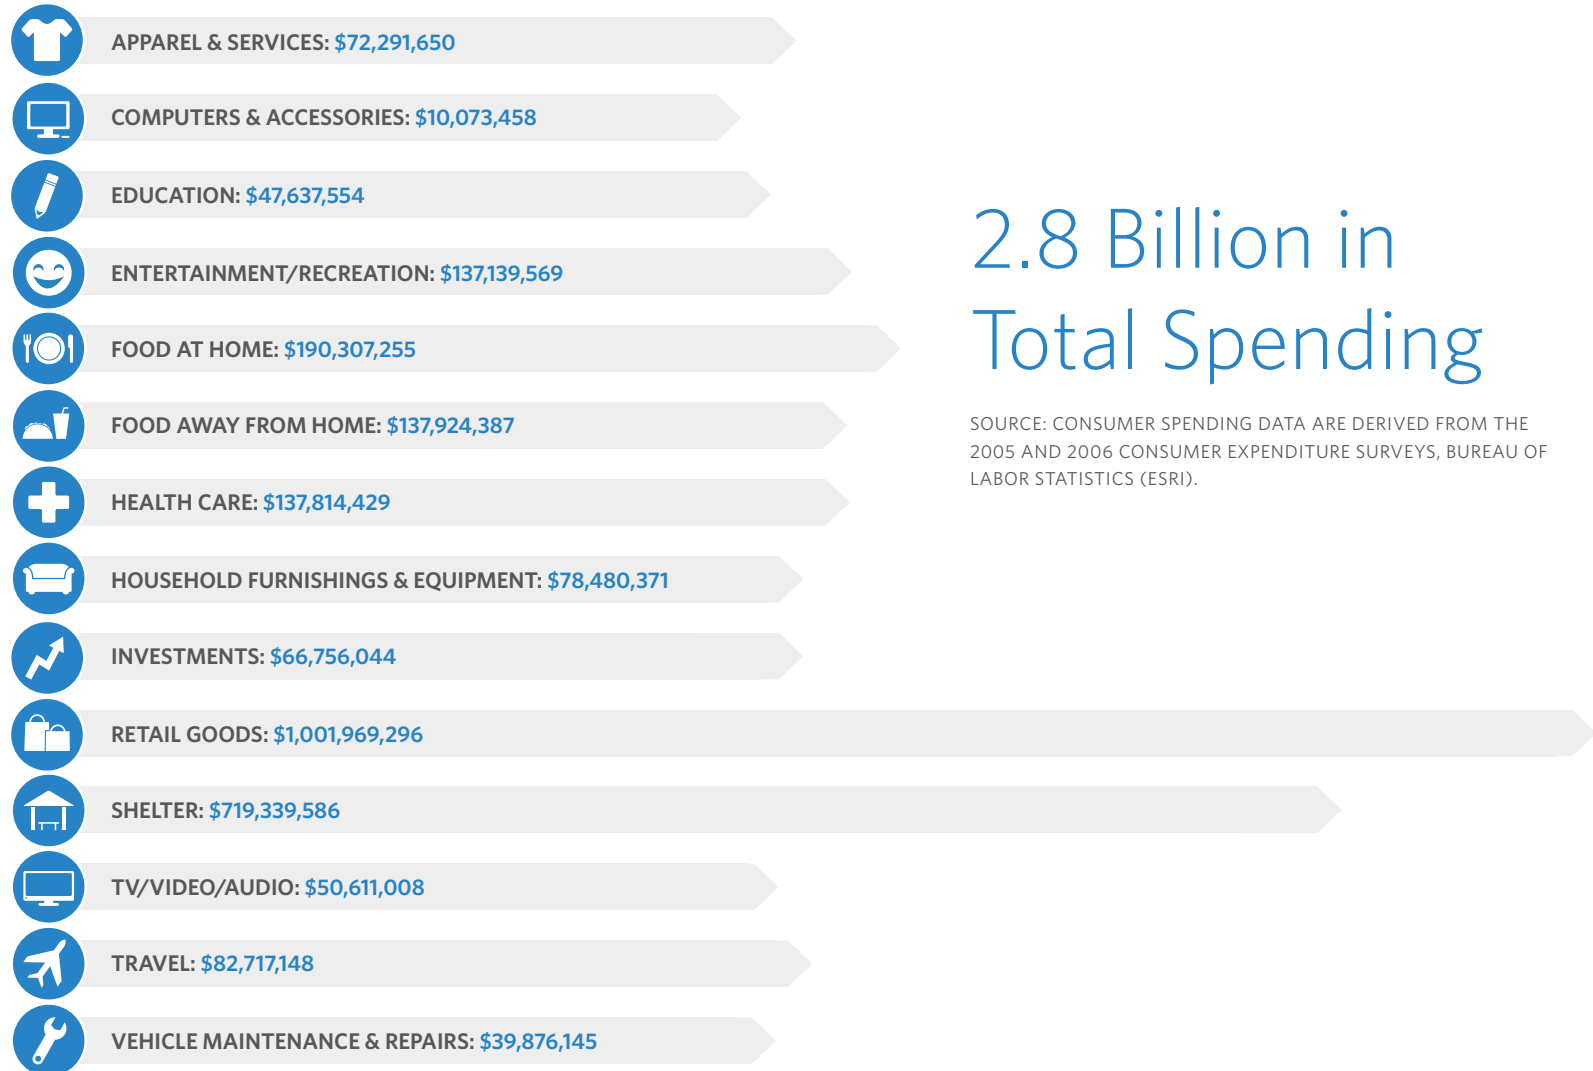 APPAREL & SERVICES: $72,291,650
COMPUTERS & ACCESSORIES: $10,073,458
EDUCATION: $47,637,554
ENTERTAINMENT/RECREATION: $137,139,569
FOOD AT HOME: $190,307,255
FOOD AWAY FROM HOME: $137,924,387
HEALTH CARE: $137,814,429
HOUSEHOLD FURNISHINGS & EQUIPMENT: $78,480,371
INVESTMENTS: $66,756,044
RETAIL GOODS: $1,001,969,296
SHELTER: $719,339,586
TV/VIDEO/AUDIO: $50,611,008
TRAVEL: $82,717,148
VEHICLE MAINTENANCE & REPAIRS: $39,876,145
2.8 Billion in
Total Spending
SOURCE: CONSUMER SPENDING DATA ARE DERIVED FROM THE
2005 AND 2006 CONSUMER EXPENDITURE SURVEYS, BUREAU OF
LABOR STATISTICS (ESRI).